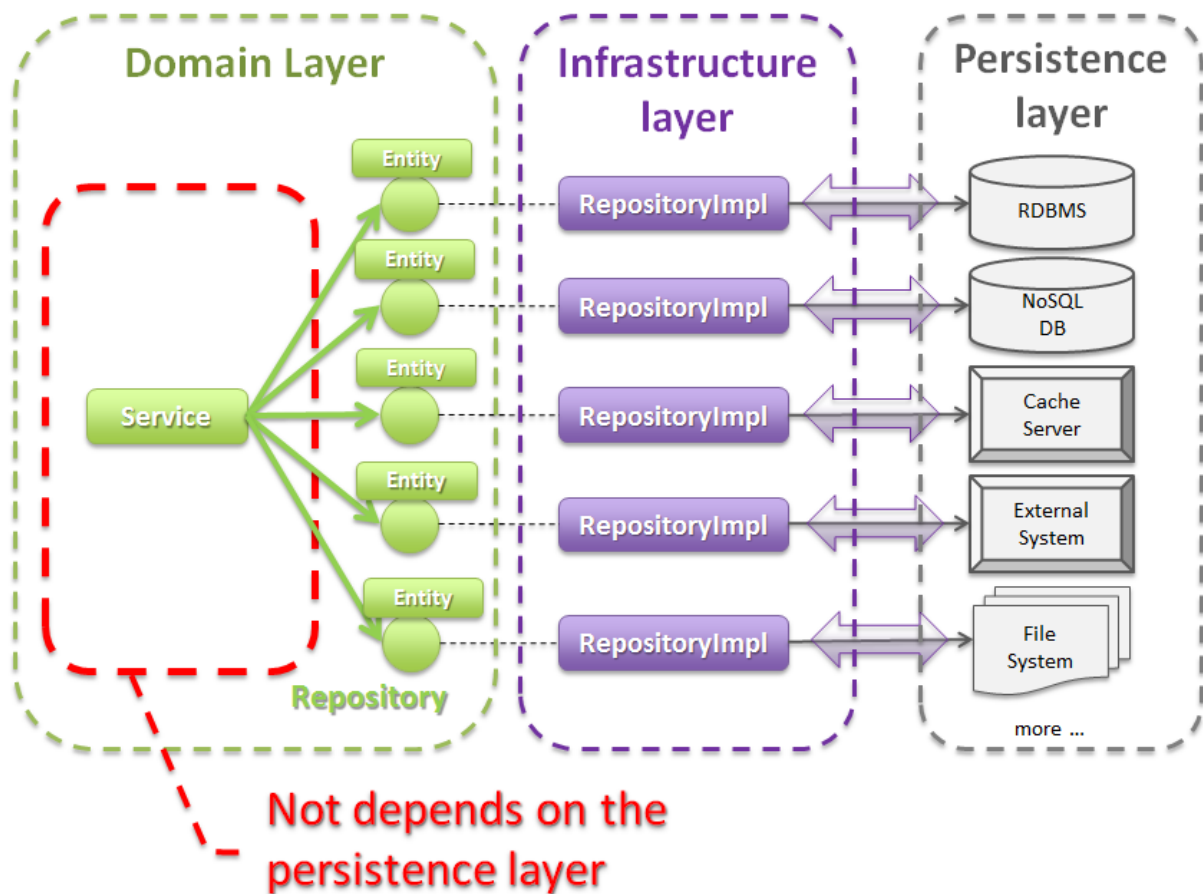 Domain Layer
Infrastructure
layer
Persistence
layer
Entity
RepositoryImpl
RDBMS
Entity
RepositoryImpl
NoSQL
DB
Entity
Service
RepositoryImpl
Cache
Server
Entity
RepositoryImpl
External
System
Entity
RepositoryImpl
File
System
Repository
more ...
Not depends on the
persistence layer